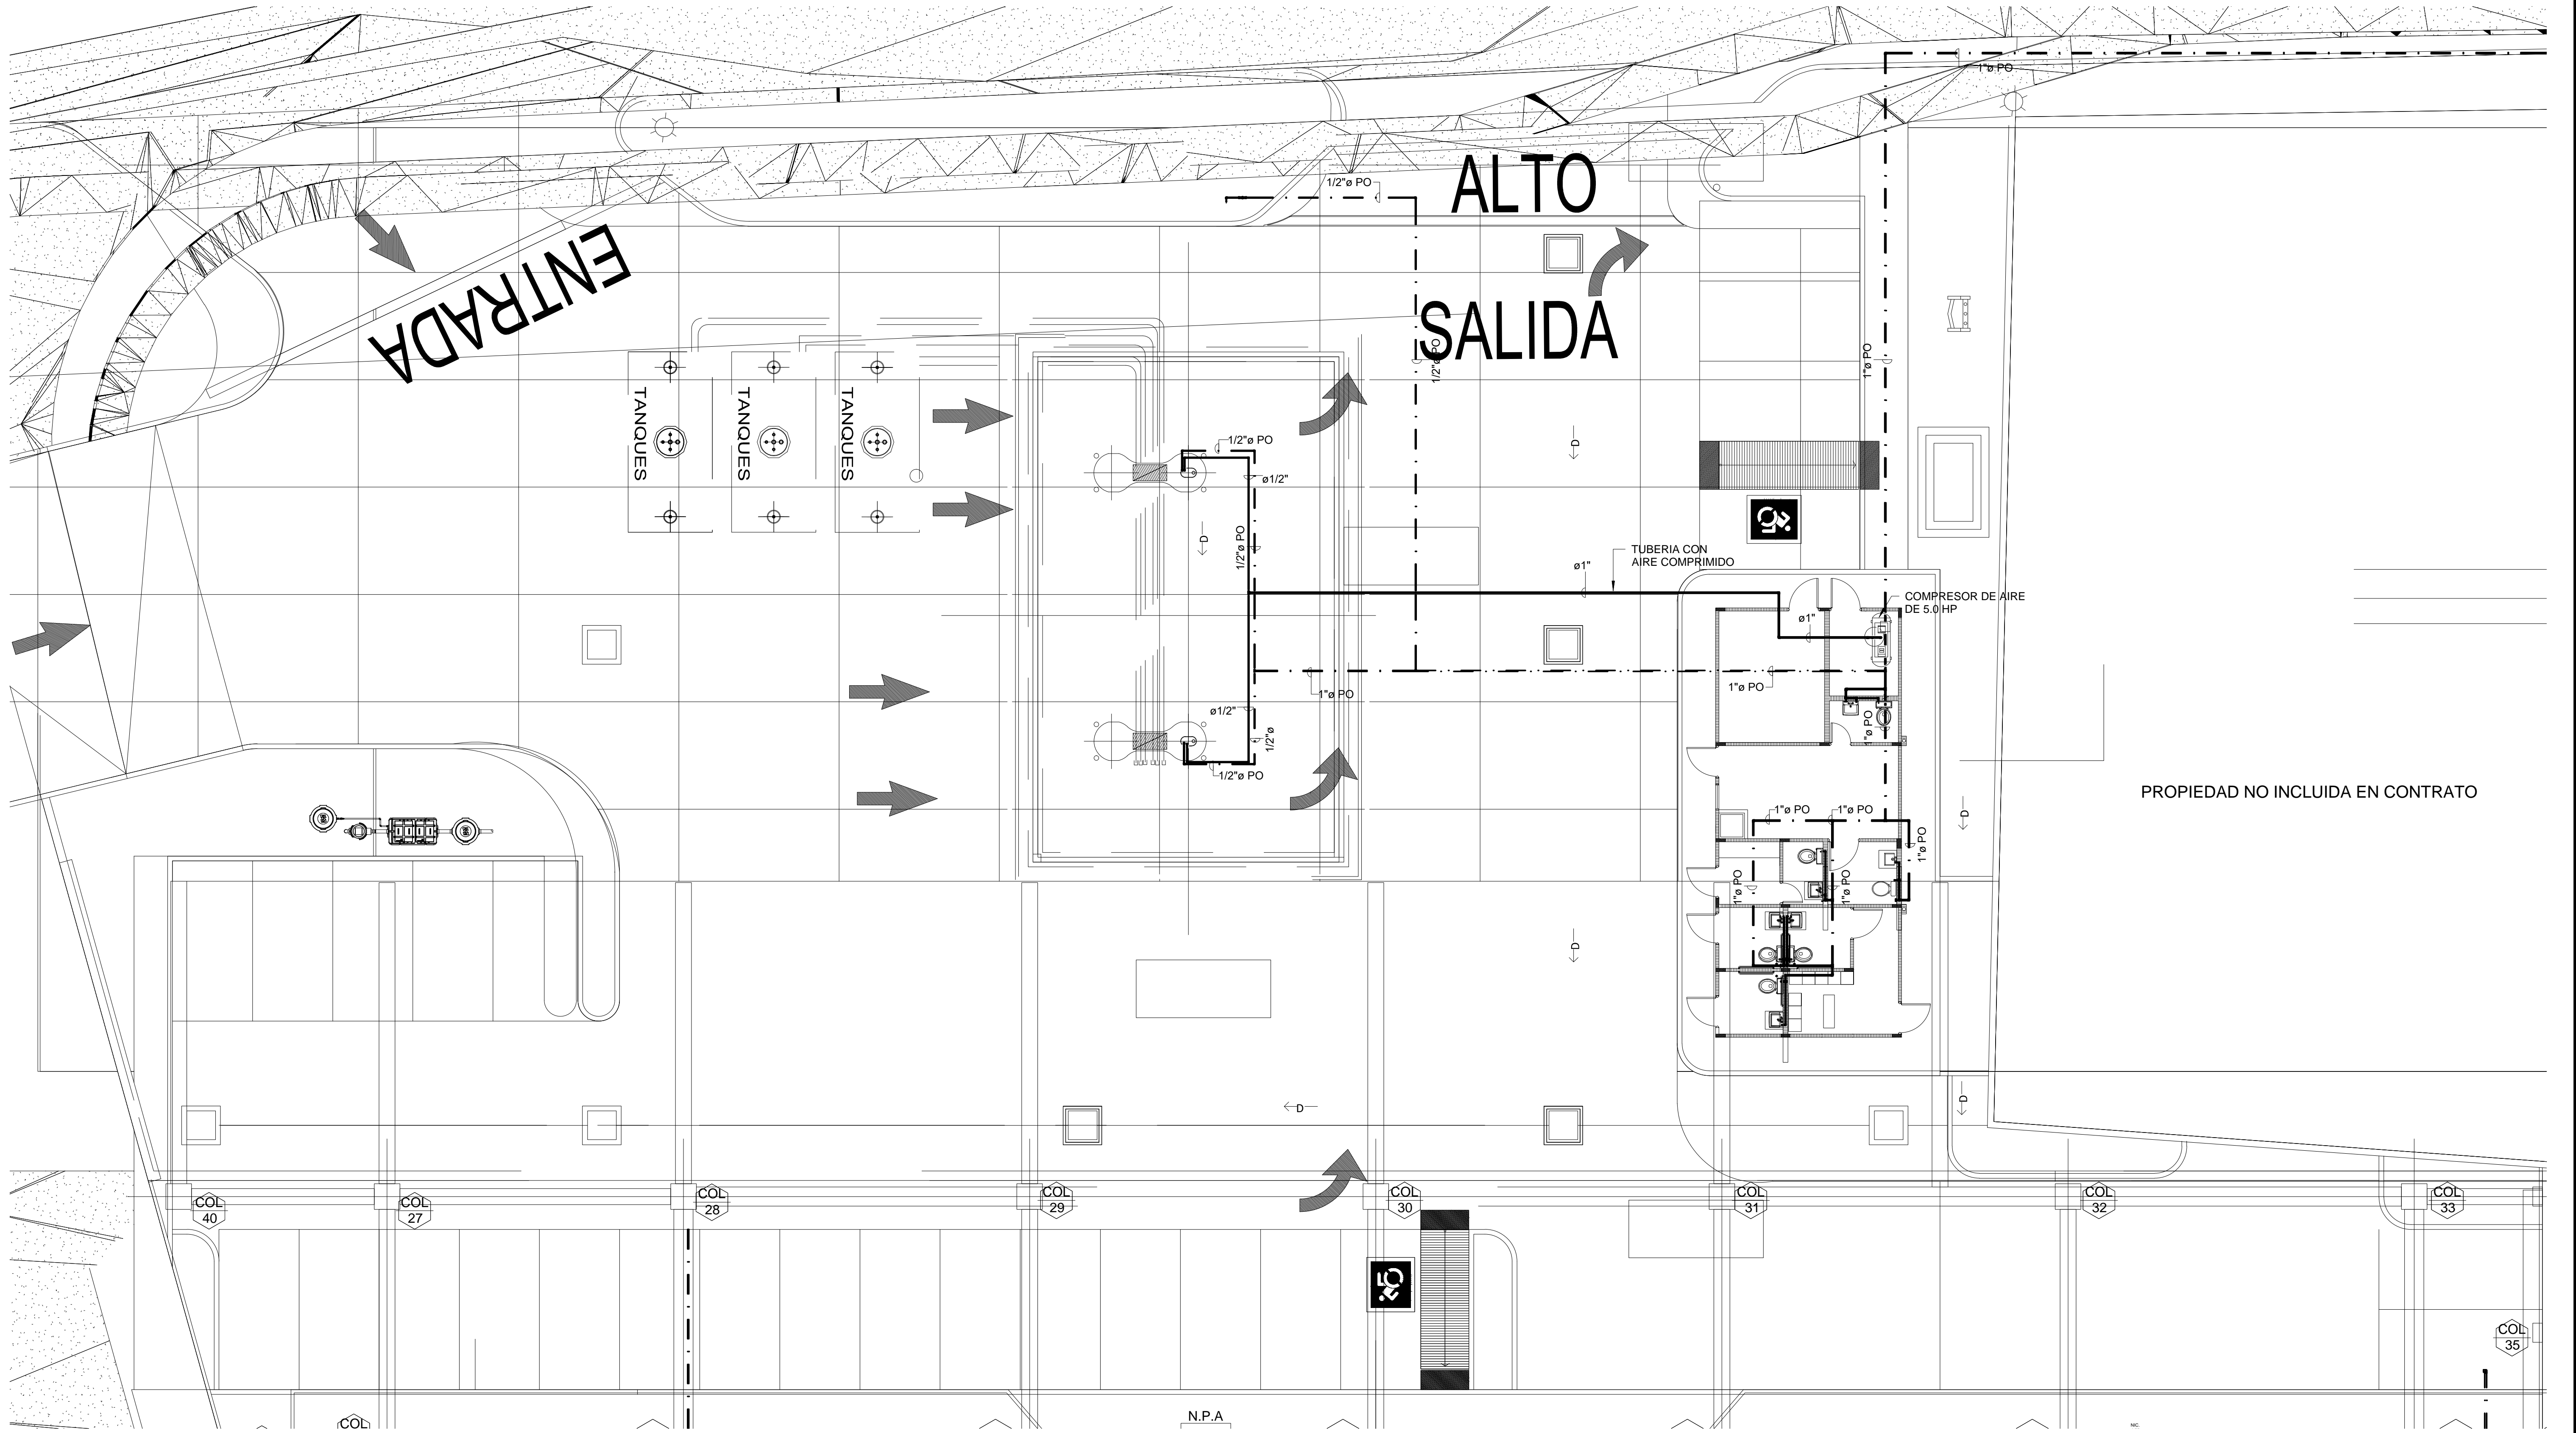 1"ø PO
ALTO
1/2"ø PO
ENTRADA
SALIDA
1/2"ø PO
1"ø PO
TANQUES
TANQUES
TANQUES
1/2"ø PO
D
ø1/2"
1/2"ø PO
D
TUBERIA CON
AIRE COMPRIMIDO
ø1"
COMPRESOR DE AIRE
DE 5.0 HP
ø1"
1"ø PO
1"ø PO
ø1/2"
1/2"ø
1"ø PO
1/2"ø PO
PROPIEDAD NO INCLUIDA EN CONTRATO
1"ø PO
1"ø PO
D
1"ø PO
1"ø PO
1"ø PO
D
D
D
COL
40
COL
27
COL
28
COL
29
COL
30
COL
31
COL
32
COL
33
COL
35
COL
N.P.A
NIC.